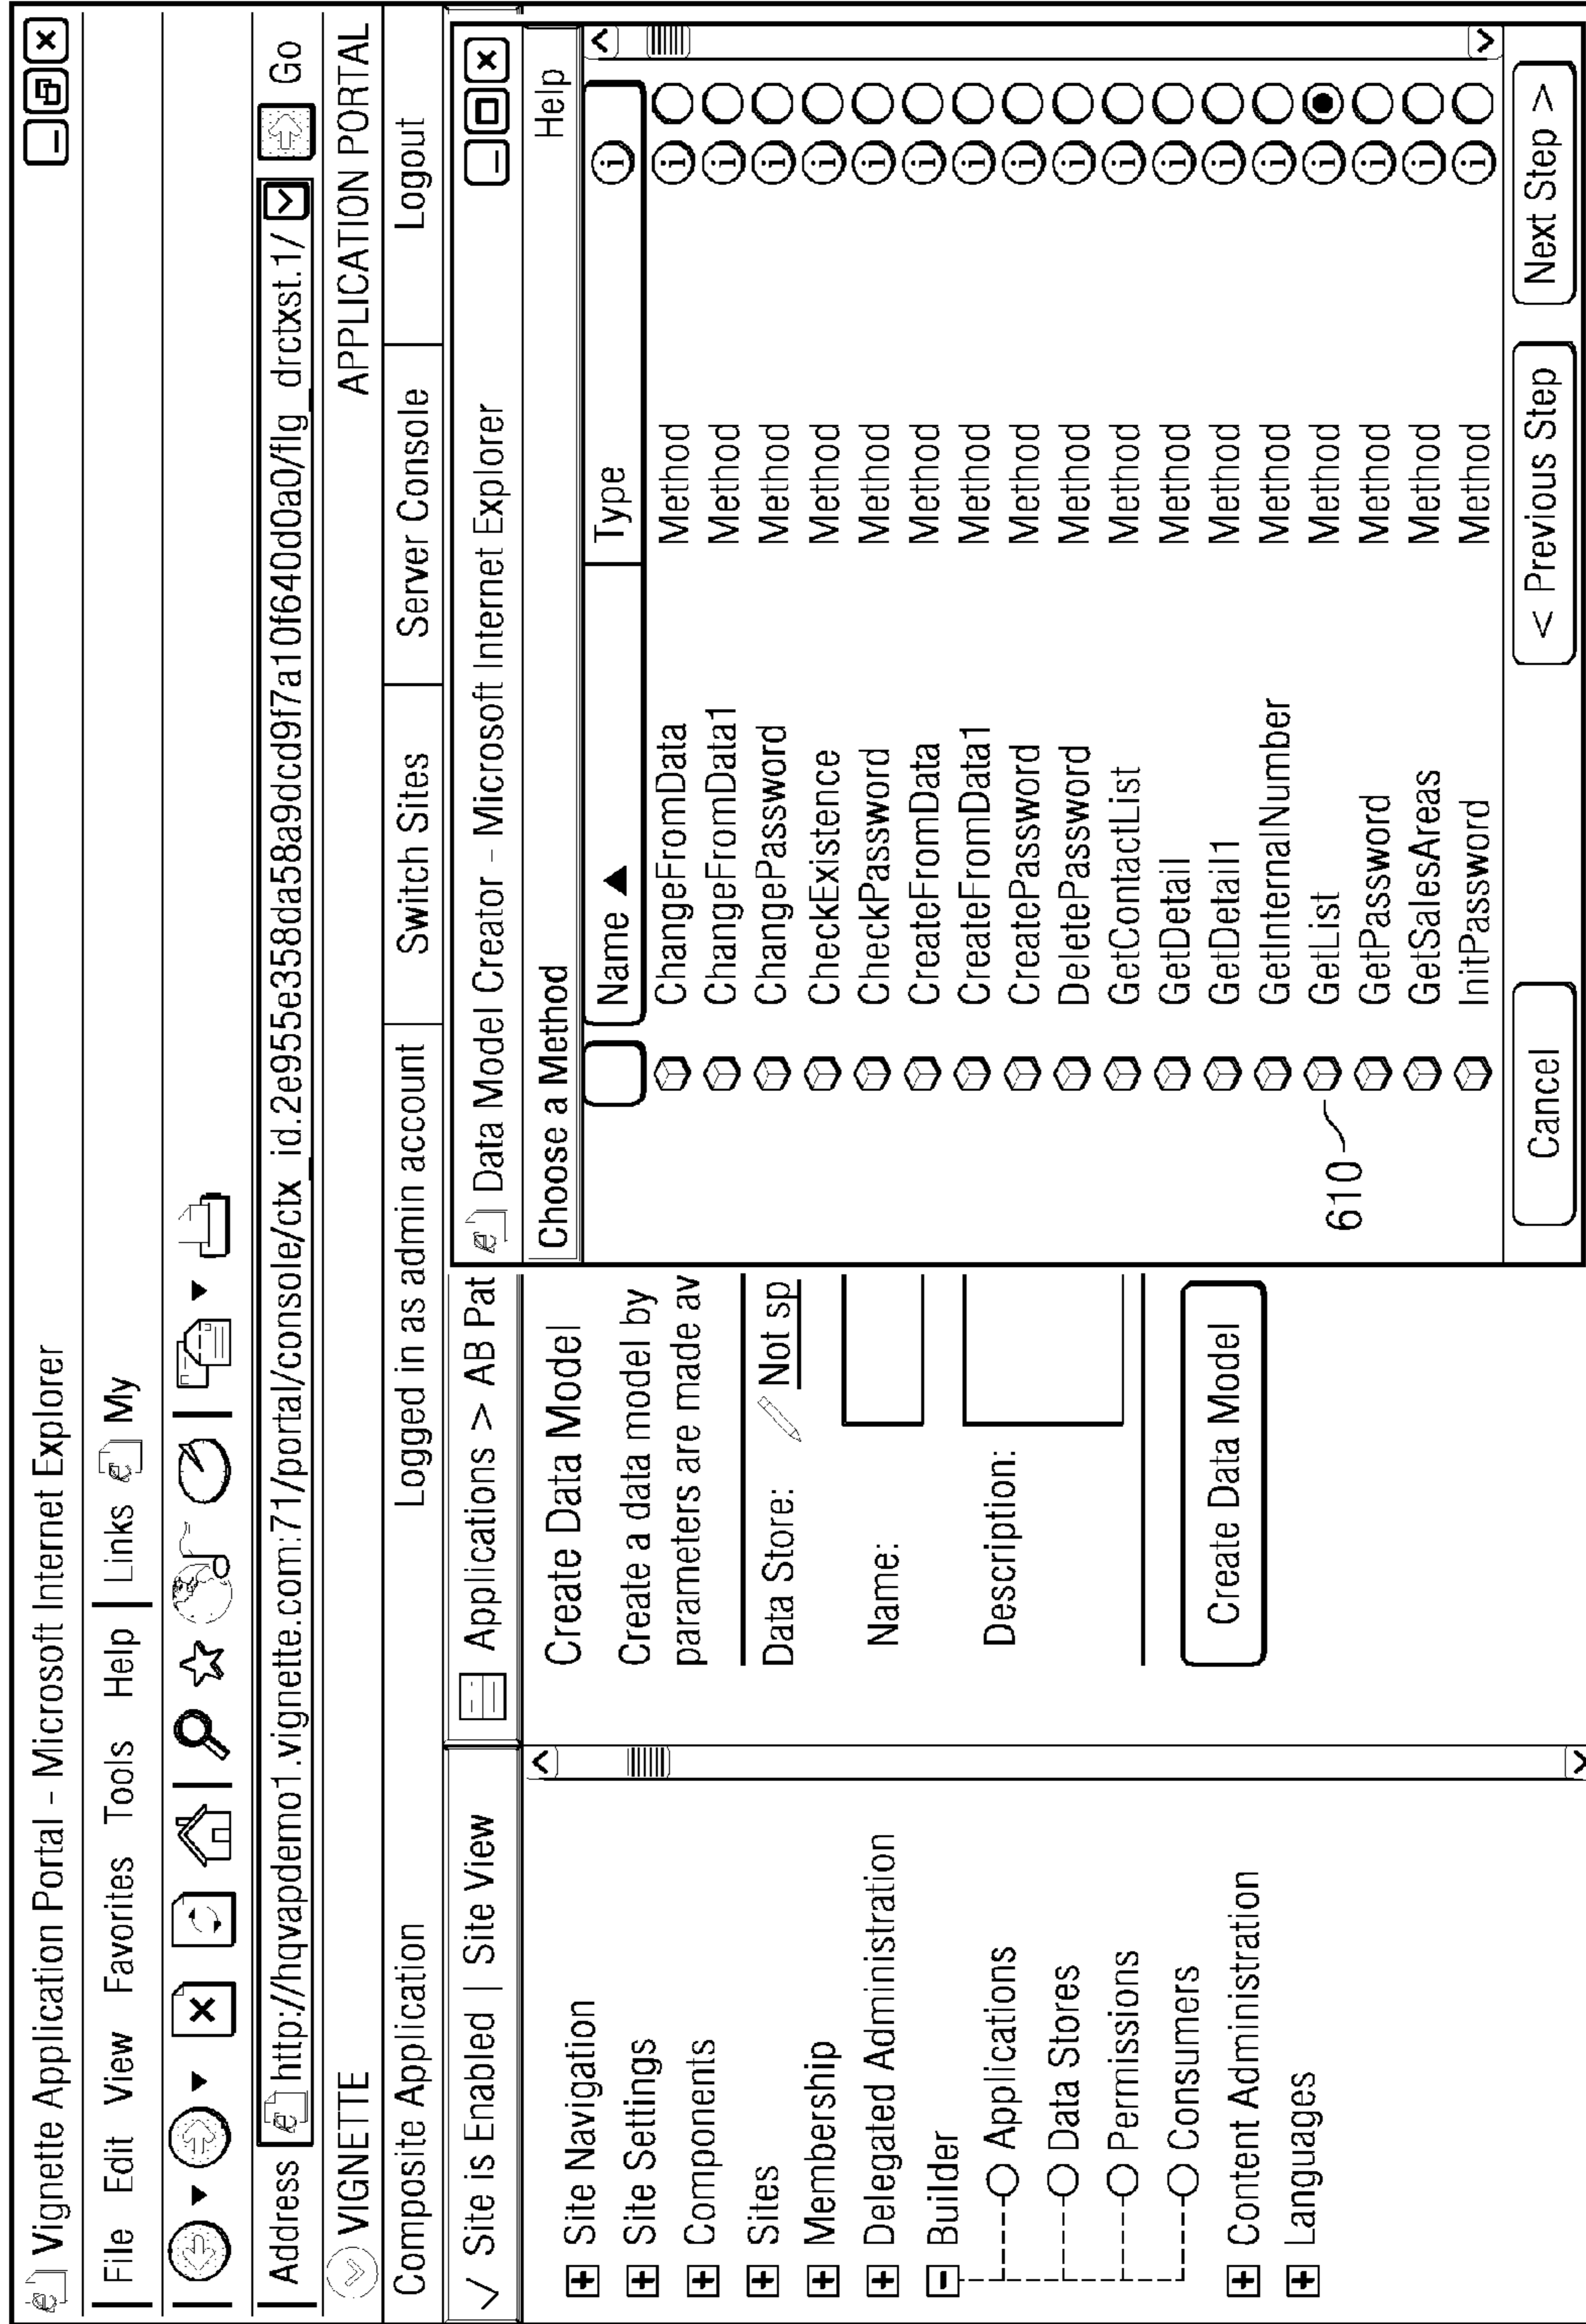 Vignette Application Portal - Microsoft Internet Explorer
File Edit View Favorites Tools Help Links My
Address http://hqvapdemo1.vignette.com:71/portal/console/ctx_id.2e955e358da58a9dcd9f7a10f640d0a0/flg_drctxst.1/ Go
VIGNETTE
APPLICATION PORTAL
Composite Application
Logged in as admin account
Switch Sites
Server Console
Logout
Site is Enabled | Site View
Applications > AB Pat
Site Navigation
Site Settings
Components
Sites
Membership
Delegated Administration
Builder
Applications
Data Stores
Permissions
Consumers
Content Administration
Languages
Create Data Model
Create a data model by
parameters are made av
Data Store: Not sp
Name:
Description:
Create Data Model
Data Model Creator - Microsoft Internet Explorer
Choose a Method
Help
Name Type i
ChangeFromData Method i
ChangeFromData1 Method i
ChangePassword Method i
CheckExistence Method i
CheckPassword Method i
CreateFromData Method i
CreateFromData1 Method i
CreatePassword Method i
DeletePassword Method i
GetContactList Method i
GetDetail Method i
GetDetail1 Method i
GetInternalNumber Method i
610 GetList Method i
GetPassword Method i
GetSalesAreas Method i
InitPassword Method i
Cancel
< Previous Step
Next Step >